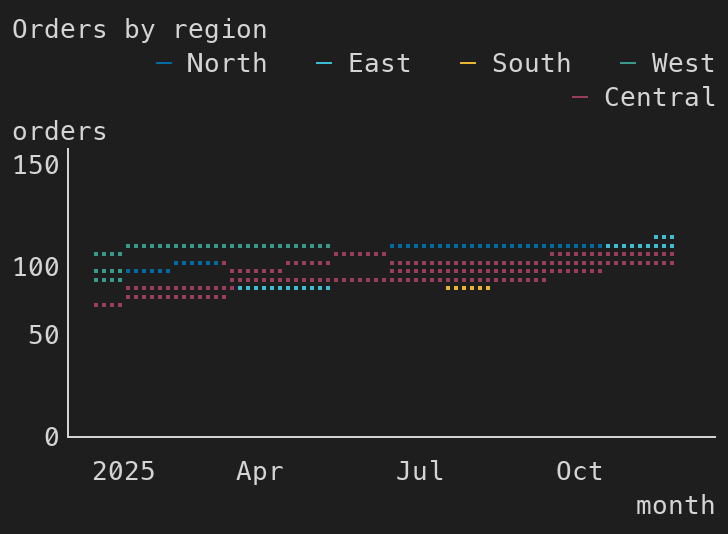 Orders by region
North East South West
Central
orders
150
100
50
0
2025 Apr Jul Oct
month